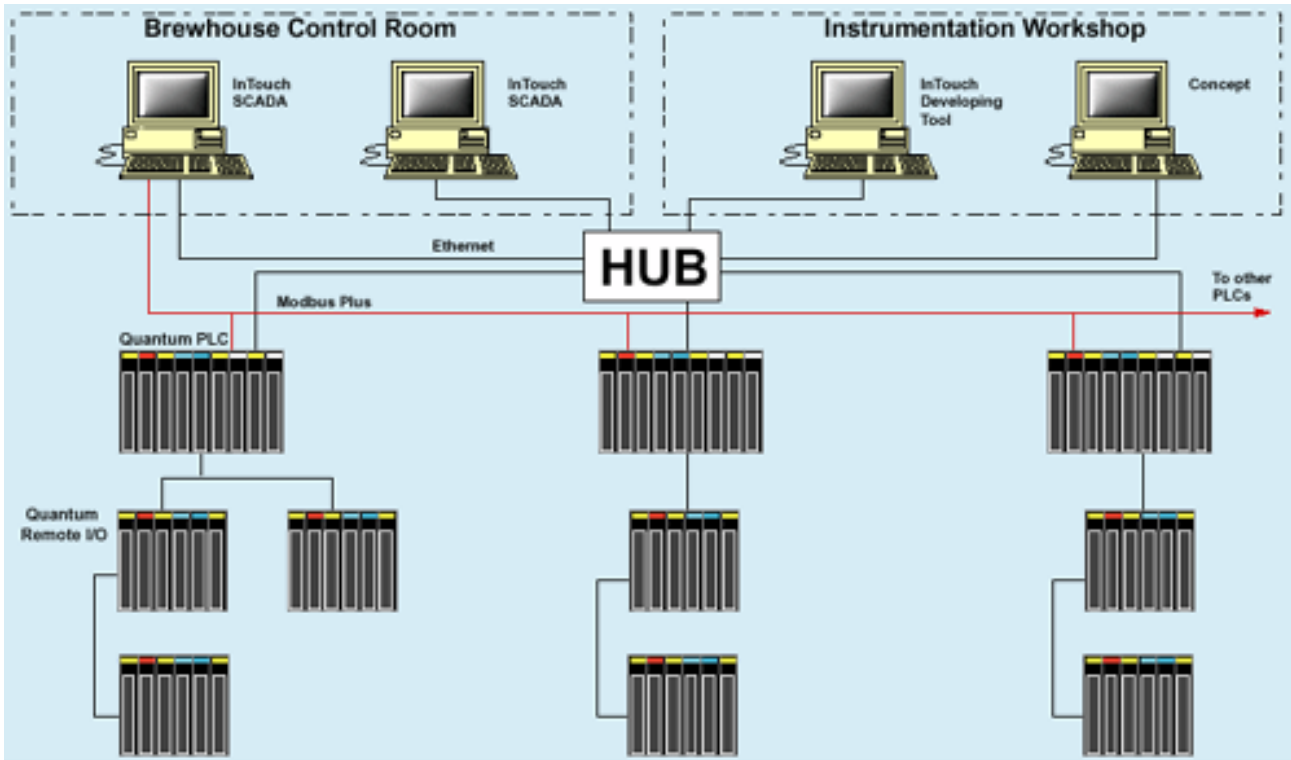 Brewhouse Control Room
Instrumentation Workshop
InTouch
SCADA
InTouch
SCADA
InTouch
Developing
Tool
Concept
Ethernet
HUB
To other
PLCs
Modbus Plus
Quantum PLC
Quantum
Remote I/O